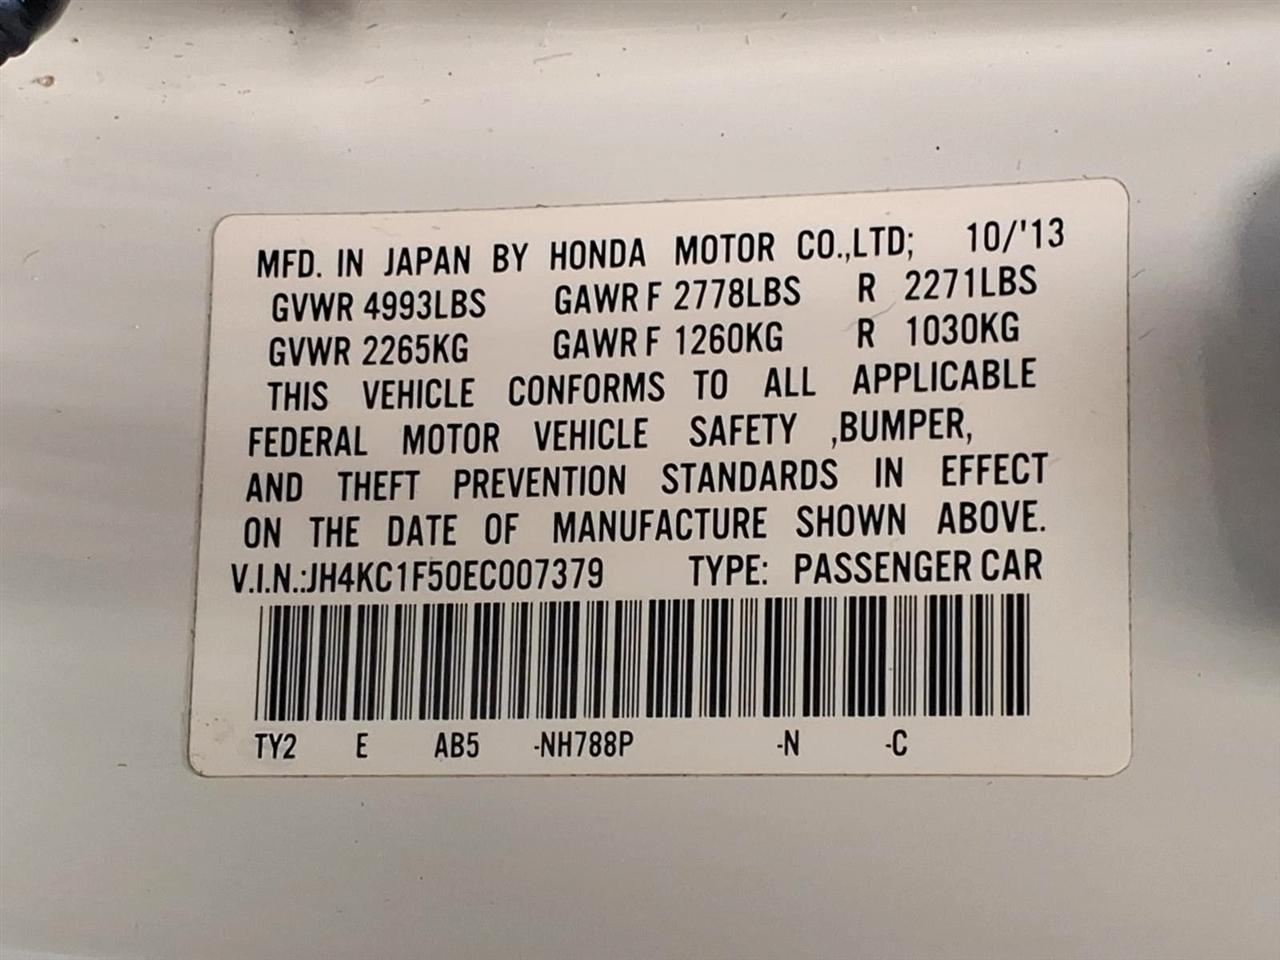 MFD. IN JAPAN BY HONDA MOTOR CO.,LTD; 10/'13
GVWR 4993LBS GAWR F 2778LBS R 2271LBS
GVWR 2265KG GAWR F 1260KG R 1030KG
THIS VEHICLE CONFORMS TO ALL APPLICABLE
FEDERAL MOTOR VEHICLE SAFETY ,BUMPER,
AND THEFT PREVENTION STANDARDS IN EFFECT
ON THE DATE OF MANUFACTURE SHOWN ABOVE.
V.I.N.:JH4KC1F50EC007379 TYPE: PASSENGER CAR
TY2 E AB5 -NH788P -N -C